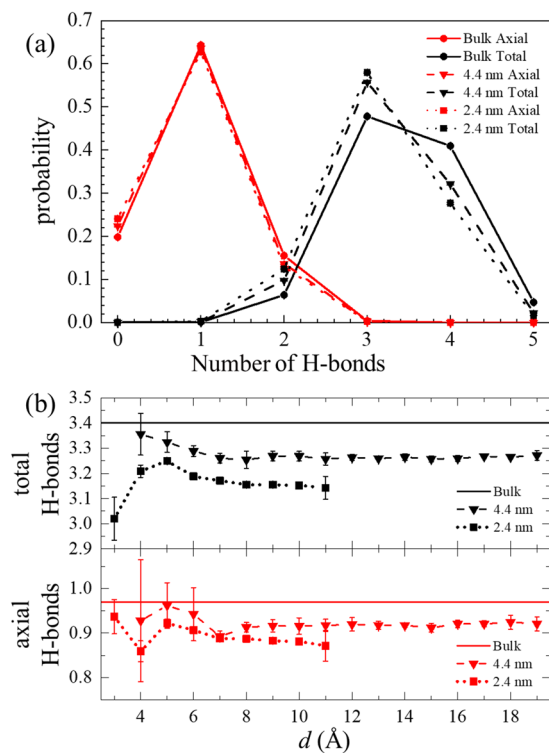 (a)
0.7
0.6
0.5
0.4
0.3
0.2
0.1
0.0
probability
Bulk Axial
Bulk Total
4.4 nm Axial
4.4 nm Total
2.4 nm Axial
2.4 nm Total
0 1 2 3 4 5
Number of H-bonds
(b)
3.5
3.4
3.3
3.2
3.1
3.0
2.9
total
H-bonds
Bulk
4.4 nm
2.4 nm
1.0
0.9
0.8
axial
H-bonds
Bulk
4.4 nm
2.4 nm
4 6 8 10 12 14 16 18
d (Å)